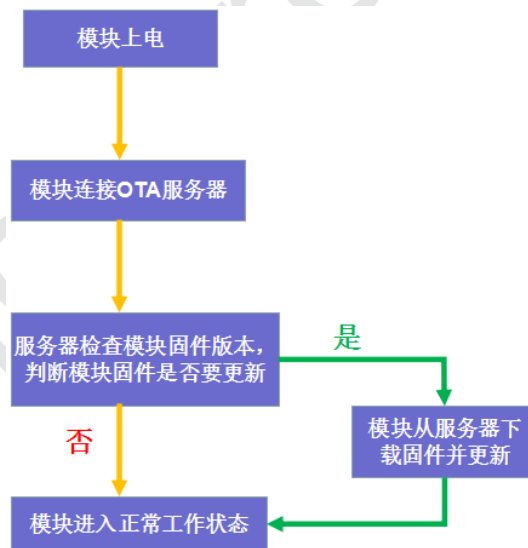 模块上电
模块连接OTA服务器
服务器检查模块固件版本，
判断模块固件是否要更新
是
模块从服务器下
载固件并更新
否
模块进入正常工作状态